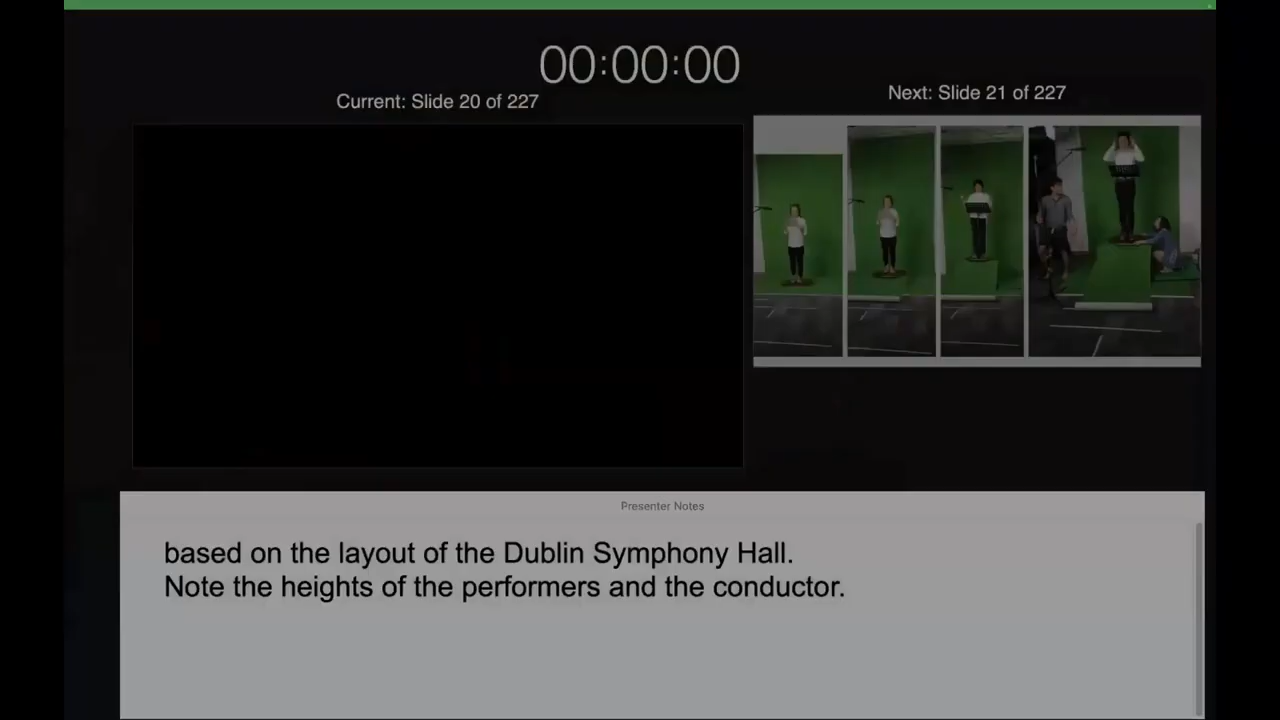 00:00:00
Current: Slide 20 of 227
Next: Slide 21 of 227
Presenter Notes
based on the layout of the Dublin Symphony Hall.
Note the heights of the performers and the conductor.